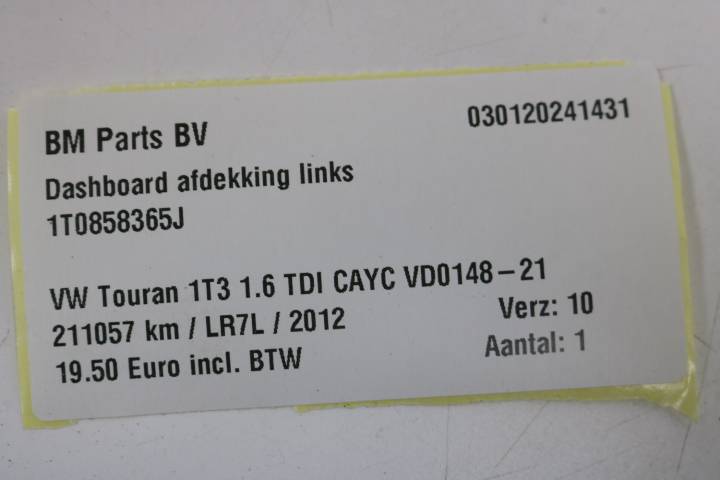 BM Parts BV
030120241431
Dashboard afdekking links
1T0858365J
VW Touran 1T3 1.6 TDI CAYC VD0148-21
211057 km / LR7L / 2012
Verz: 10
19.50 Euro incl. BTW
Aantal: 1